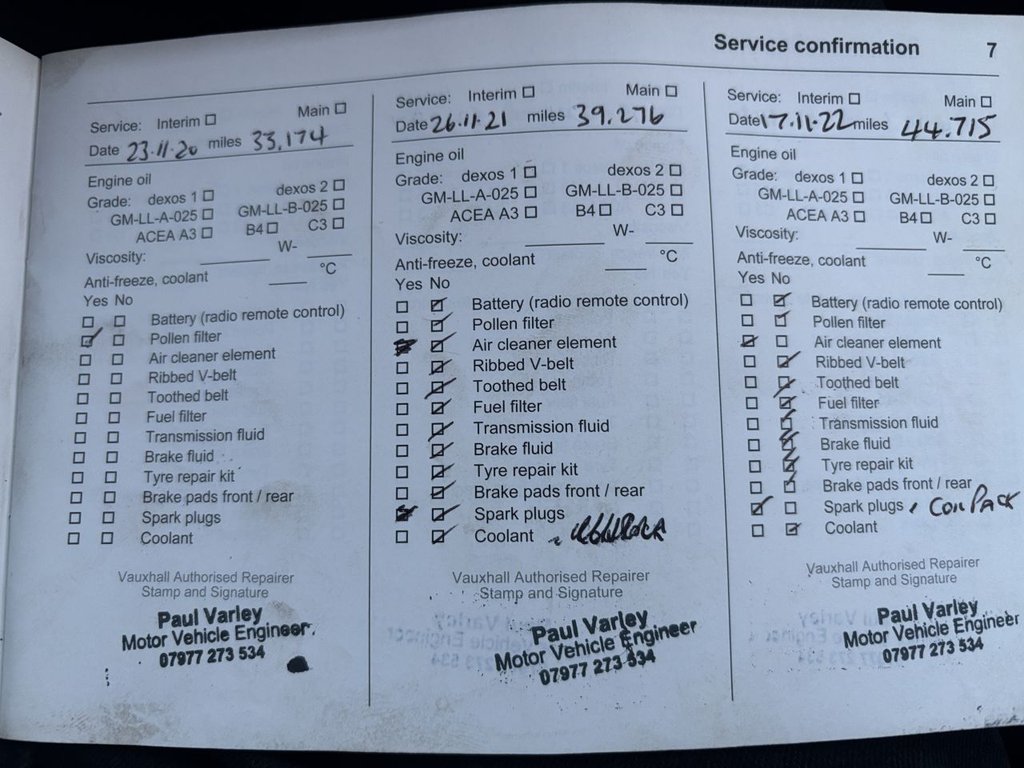 Service confirmation 7
Service: Interim ☐ Main ☐
Date 23.11.20 miles 33,174
Engine oil
Grade: dexos 1 ☐ dexos 2 ☐
GM-LL-A-025 ☐ GM-LL-B-025 ☐
ACEA A3 ☐ B4 ☐ C3 ☐
Viscosity: ______ W- ____
Anti-freeze, coolant ____ °C
Yes No
Battery (radio remote control)
Pollen filter
Air cleaner element
Ribbed V-belt
Toothed belt
Fuel filter
Transmission fluid
Brake fluid
Tyre repair kit
Brake pads front / rear
Spark plugs
Coolant
Vauxhall Authorised Repairer
Stamp and Signature
Paul Varley
Motor Vehicle Engineer.
07977 273 534
Service: Interim ☐ Main ☐
Date 26.11.21 miles 39.276
Engine oil
Grade: dexos 1 ☐ dexos 2 ☐
GM-LL-A-025 ☐ GM-LL-B-025 ☐
ACEA A3 ☐ B4 ☐ C3 ☐
Viscosity: ______ W- ____
Anti-freeze, coolant ____ °C
Yes No
Battery (radio remote control)
Pollen filter
Air cleaner element
Ribbed V-belt
Toothed belt
Fuel filter
Transmission fluid
Brake fluid
Tyre repair kit
Brake pads front / rear
Spark plugs
Coolant
Vauxhall Authorised Repairer
Stamp and Signature
Paul Varley
Motor Vehicle Engineer
07977 273 534
Service: Interim ☐ Main ☐
Date 17.11.22 miles 44.715
Engine oil
Grade: dexos 1 ☐ dexos 2 ☐
GM-LL-A-025 ☐ GM-LL-B-025 ☐
ACEA A3 ☐ B4 ☐ C3 ☐
Viscosity: ______ W- ____
Anti-freeze, coolant ____ °C
Yes No
Battery (radio remote control)
Pollen filter
Air cleaner element
Ribbed V-belt
Toothed belt
Fuel filter
Transmission fluid
Brake fluid
Tyre repair kit
Brake pads front / rear
Spark plugs, Coil Pack
Coolant
Vauxhall Authorised Repairer
Stamp and Signature
Paul Varley
Motor Vehicle Engineer
07977 273 534